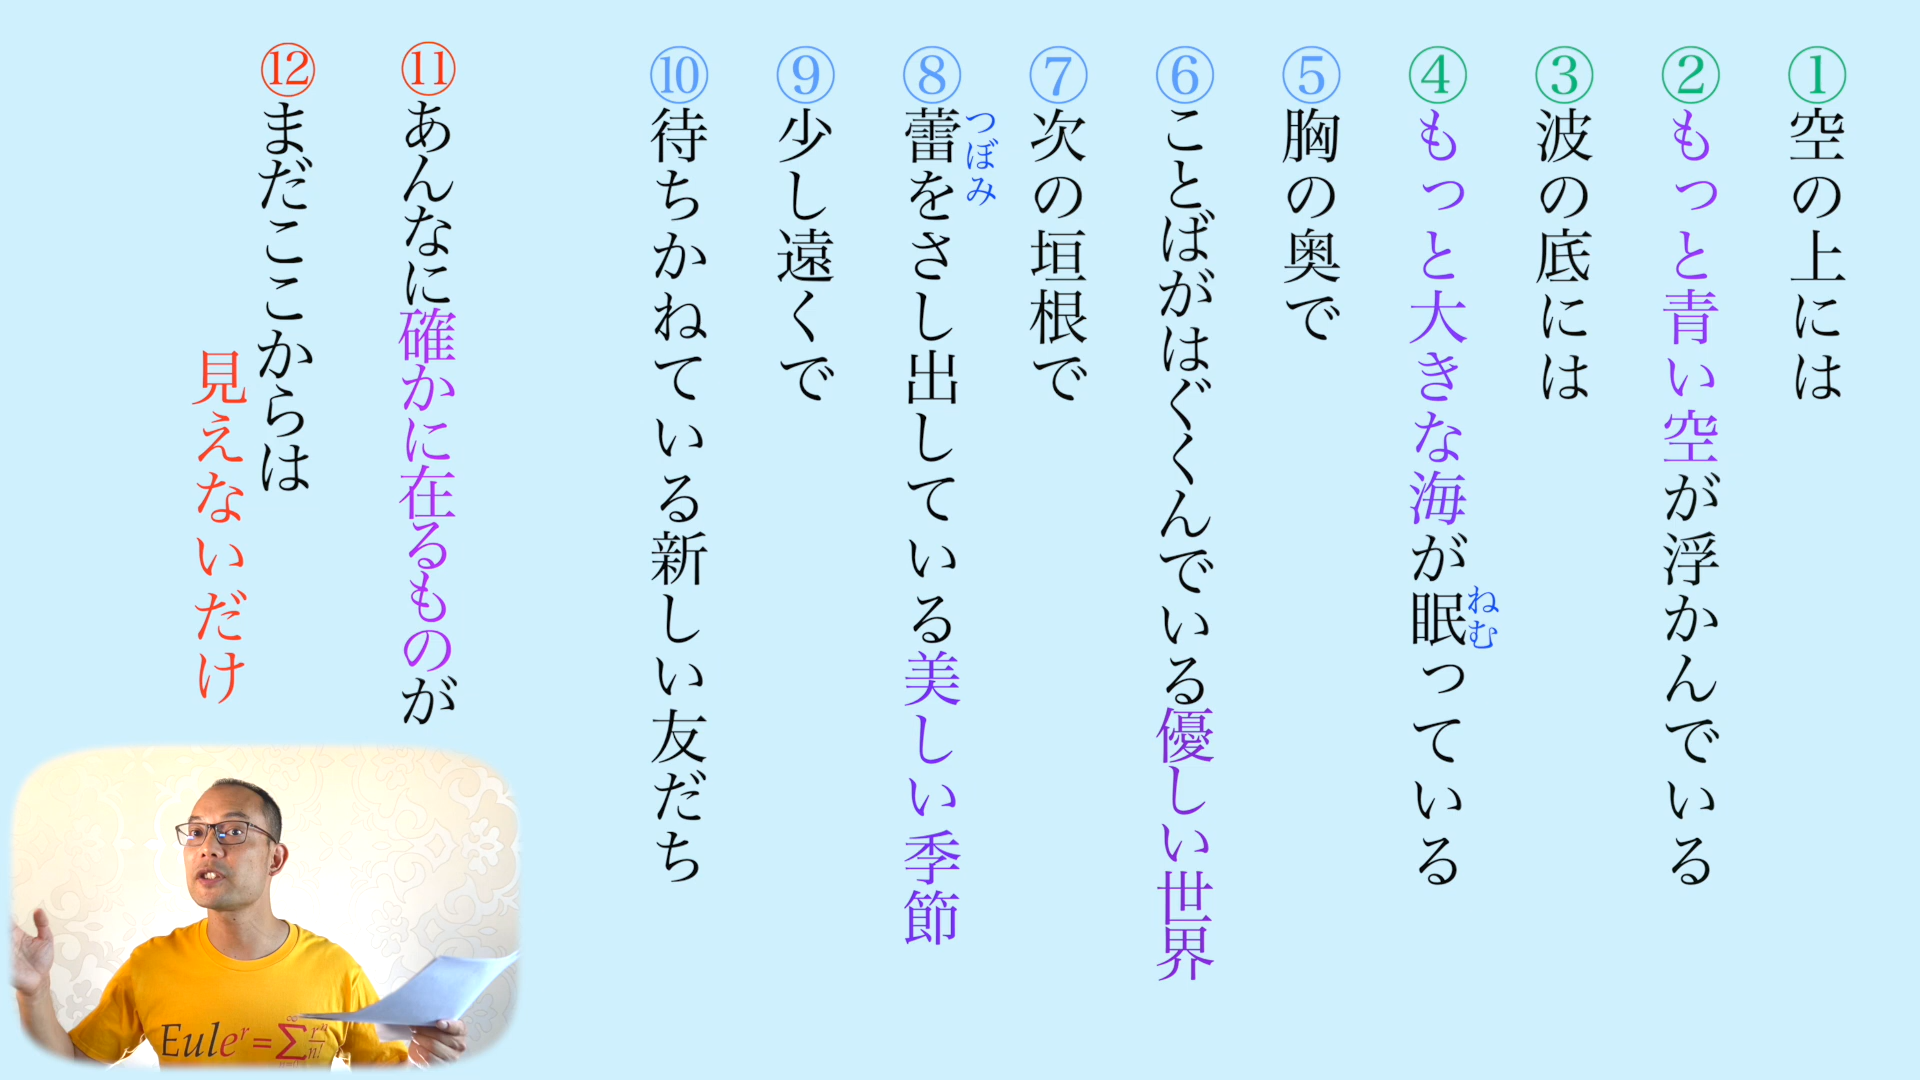 ①空の上には
②もっと青い空が浮かんでいる
③波の底には
④もっと大きな海が眠っている
ねむ
⑤胸の奥で
⑥ことばがはぐくんでいる優しい世界
⑦次の垣根で
⑧蕾をさし出している美しい季節
つぼみ
⑨少し遠くで
⑩待ちかねている新しい友だち
⑪あんなに確かに在るものが
⑫まだここからは
見えないだけ
Euleʳ = ∑ rⁿ/n!